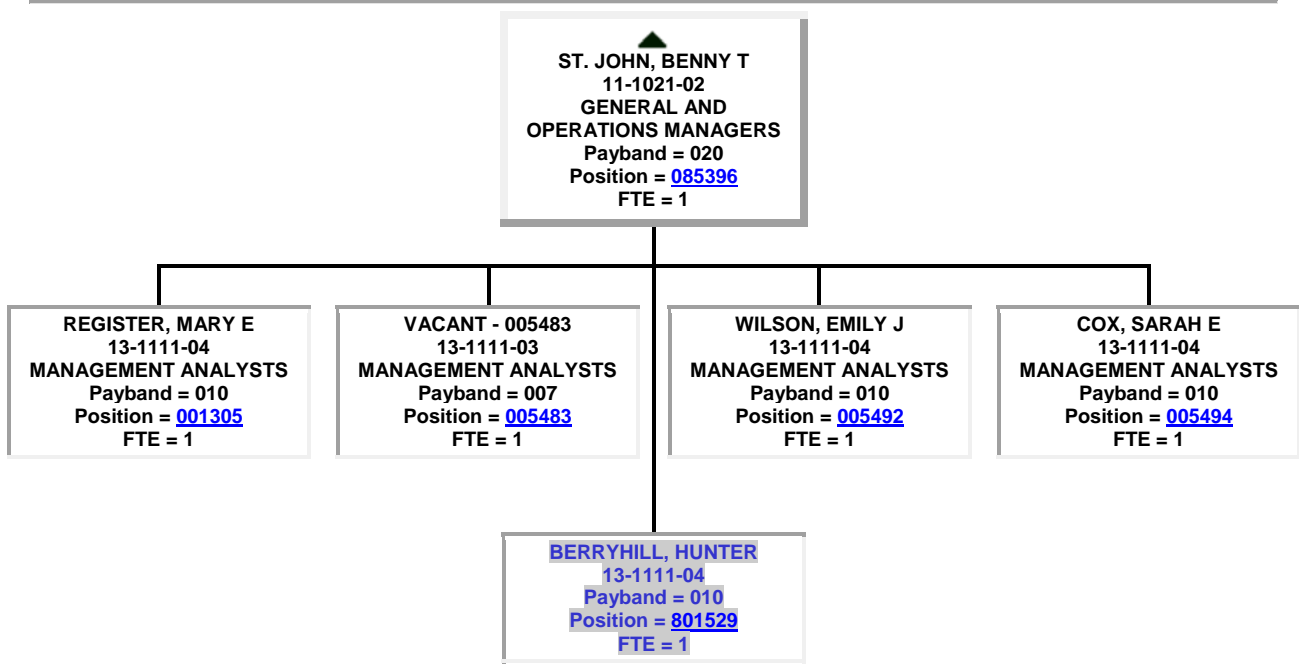 ST. JOHN, BENNY T
11-1021-02
GENERAL AND
OPERATIONS MANAGERS
Payband = 020
Position = 085396
FTE = 1
REGISTER, MARY E
13-1111-04
MANAGEMENT ANALYSTS
Payband = 010
Position = 001305
FTE = 1
VACANT - 005483
13-1111-03
MANAGEMENT ANALYSTS
Payband = 007
Position = 005483
FTE = 1
WILSON, EMILY J
13-1111-04
MANAGEMENT ANALYSTS
Payband = 010
Position = 005492
FTE = 1
COX, SARAH E
13-1111-04
MANAGEMENT ANALYSTS
Payband = 010
Position = 005494
FTE = 1
BERRYHILL, HUNTER
13-1111-04
Payband = 010
Position = 801529
FTE = 1